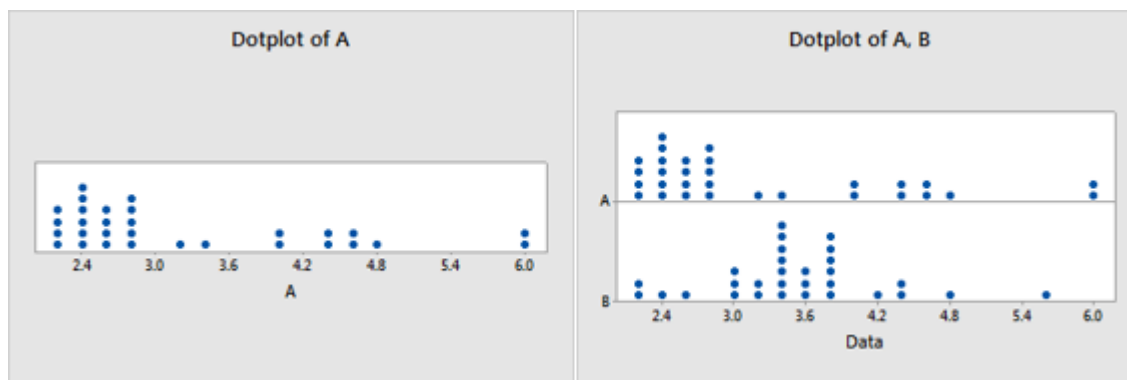 Dotplot of A
2.4 3.0 3.6 4.2 4.8 5.4 6.0
A
Dotplot of A, B
A
B
2.4 3.0 3.6 4.2 4.8 5.4 6.0
Data